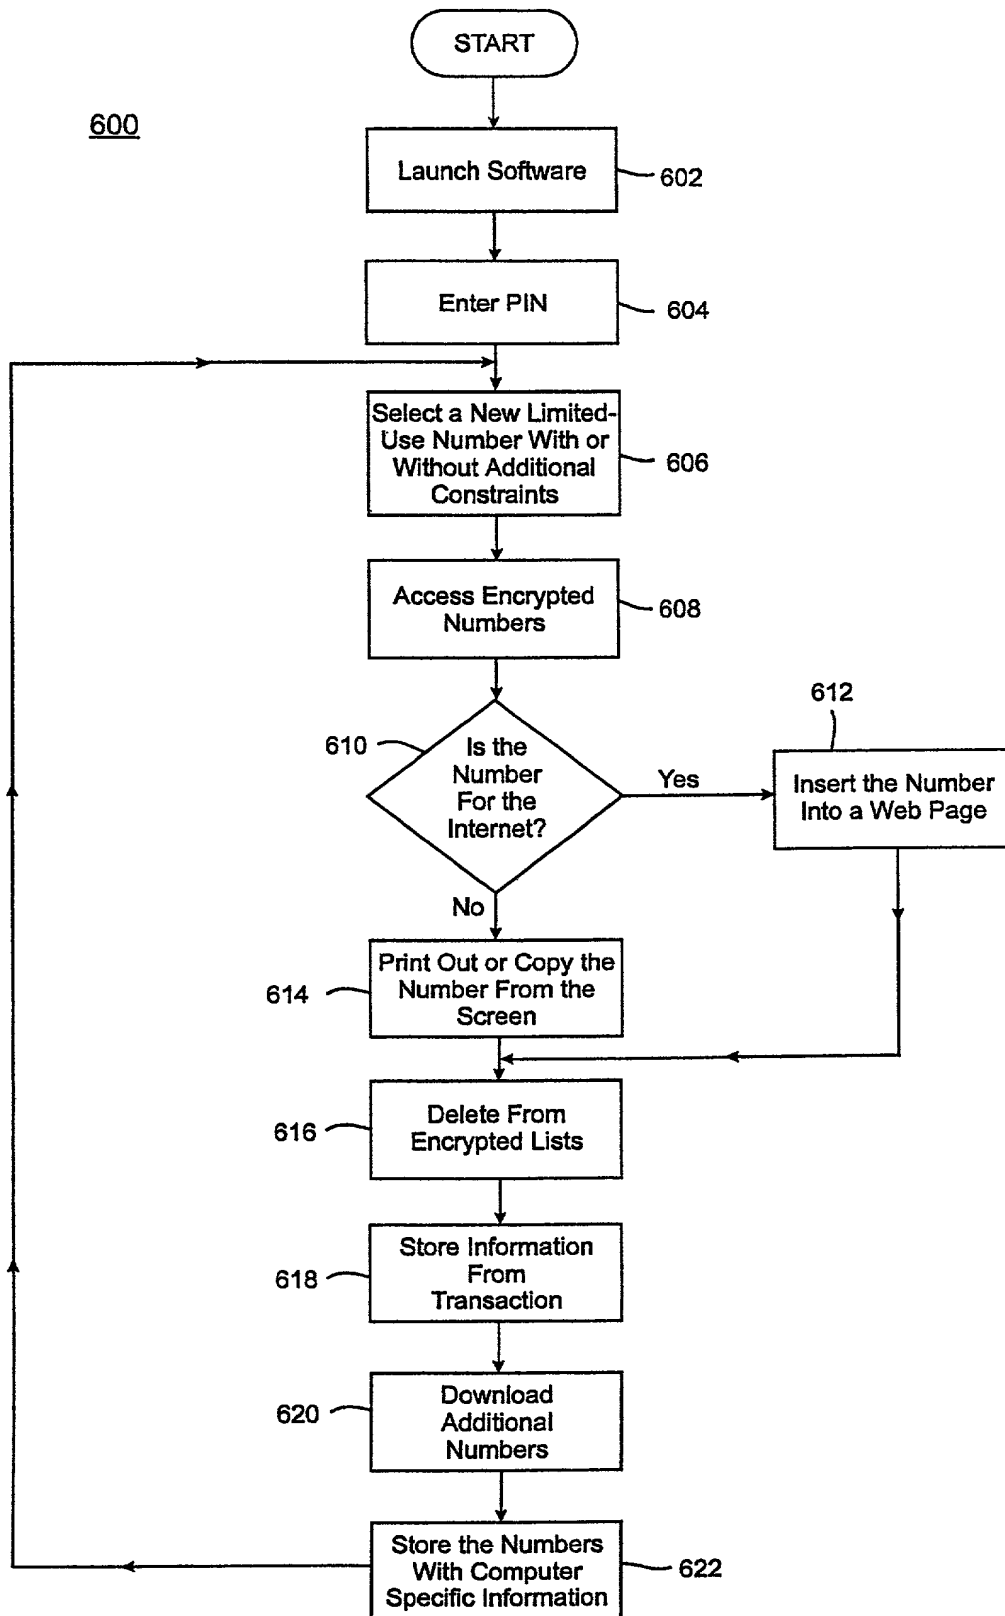 START
600
Launch Software
602
Enter PIN
604
Select a New Limited-
Use Number With or
Without Additional
Constraints
606
Access Encrypted
Numbers
608
610
Is the
Number
For the
Internet?
Yes
612
Insert the Number
Into a Web Page
No
614
Print Out or Copy the
Number From the
Screen
616
Delete From
Encrypted Lists
618
Store Information
From
Transaction
620
Download
Additional
Numbers
Store the Numbers
With Computer
Specific Information
622